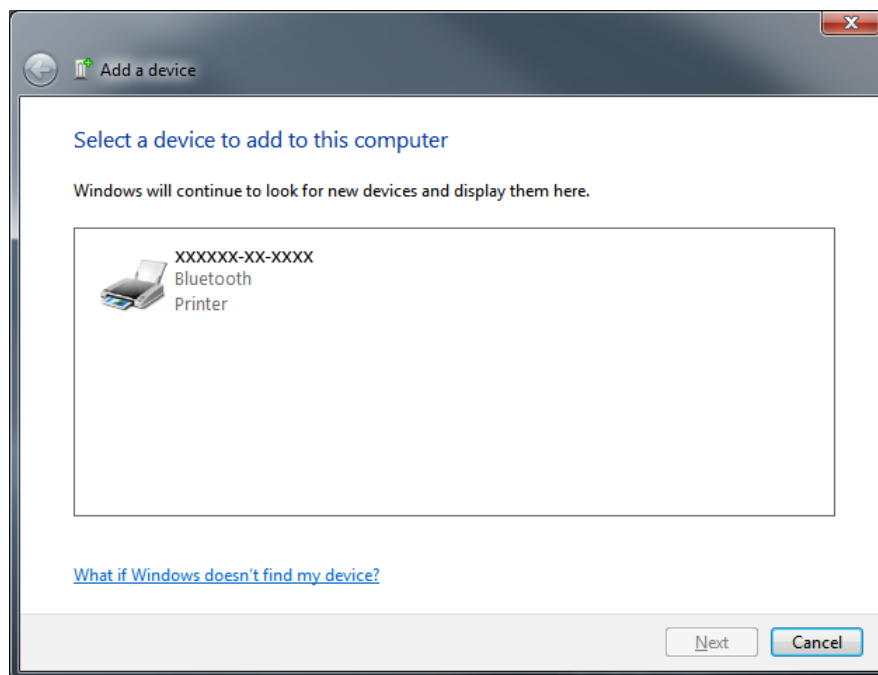 Add a device
Select a device to add to this computer
Windows will continue to look for new devices and display them here.
XXXXXX-XX-XXXX
Bluetooth
Printer
What if Windows doesn't find my device?
Next
Cancel